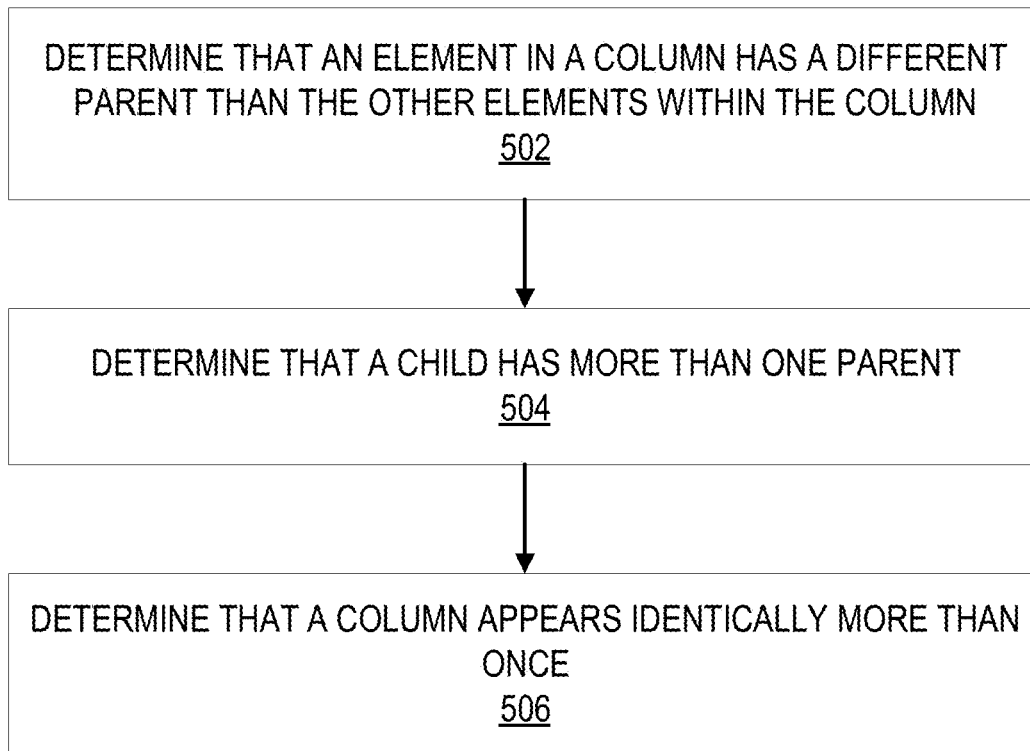 DETERMINE THAT AN ELEMENT IN A COLUMN HAS A DIFFERENT
PARENT THAN THE OTHER ELEMENTS WITHIN THE COLUMN
502
DETERMINE THAT A CHILD HAS MORE THAN ONE PARENT
504
DETERMINE THAT A COLUMN APPEARS IDENTICALLY MORE THAN
ONCE
506